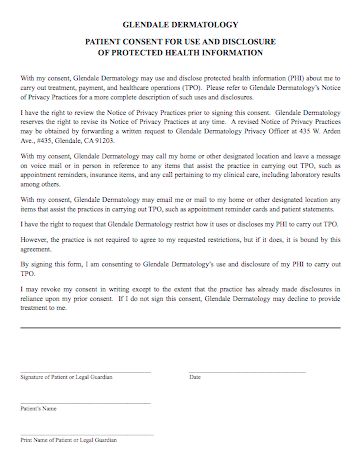 GLENDALE DERMATOLOGY
PATIENT CONSENT FOR USE AND DISCLOSURE
OF PROTECTED HEALTH INFORMATION
With my consent, Glendale Dermatology may use and disclose protected health information (PHI) about me to
carry out treatment, payment, and healthcare operations (TPO). Please refer to Glendale Dermatology's Notice
of Privacy Practices for a more complete description of such uses and disclosures.
I have the right to review the Notice of Privacy Practices prior to signing this consent. Glendale Dermatology
reserves the right to revise its Notice of Privacy Practices at any time. A revised Notice of Privacy Practices
may be obtained by forwarding a written request to Glendale Dermatology Privacy Officer at 435 W. Arden
Ave., #435, Glendale, CA 91203.
With my consent, Glendale Dermatology may call my home or other designated location and leave a message
on voice mail or in person in reference to any items that assist the practice in carrying out TPO, such as
appointment reminders, insurance items, and any call pertaining to my clinical care, including laboratory results
among others.
With my consent, Glendale Dermatology may email me or mail to my home or other designated location any
items that assist the practices in carrying out TPO, such as appointment reminder cards and patient statements.
I have the right to request that Glendale Dermatology restrict how it uses or discloses my PHI to carry out TPO.
However, the practice is not required to agree to my requested restrictions, but if it does, it is bound by this
agreement.
By signing this form, I am consenting to Glendale Dermatology's use and disclosure of my PHI to carry out
TPO.
I may revoke my consent in writing except to the extent that the practice has already made disclosures in
reliance upon my prior consent. If I do not sign this consent, Glendale Dermatology may decline to provide
treatment to me.
Signature of Patient or Legal Guardian
Date
Patient's Name
Print Name of Patient or Legal Guardian